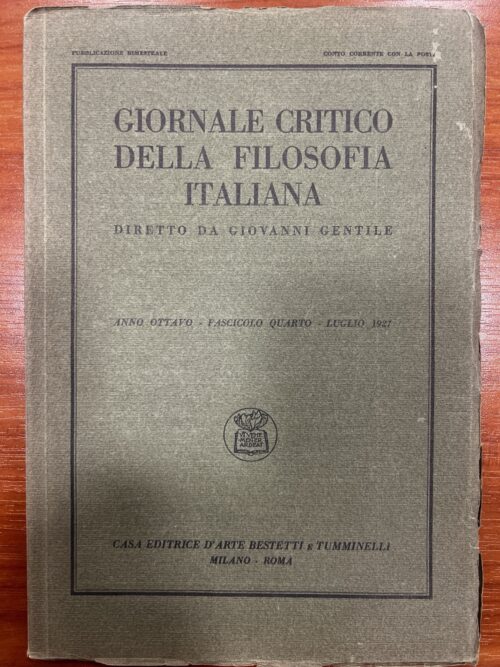 PUBBLICAZIONE BIMESTRALE
CONTO CORRENTE CON LA POSTA
GIORNALE CRITICO
DELLA FILOSOFIA
ITALIANA
DIRETTO DA GIOVANNI GENTILE
ANNO OTTAVO - FASCICOLO QUARTO - LUGLIO 1927
CASA EDITRICE D'ARTE BESTETTI E TUMMINELLI
MILANO - ROMA